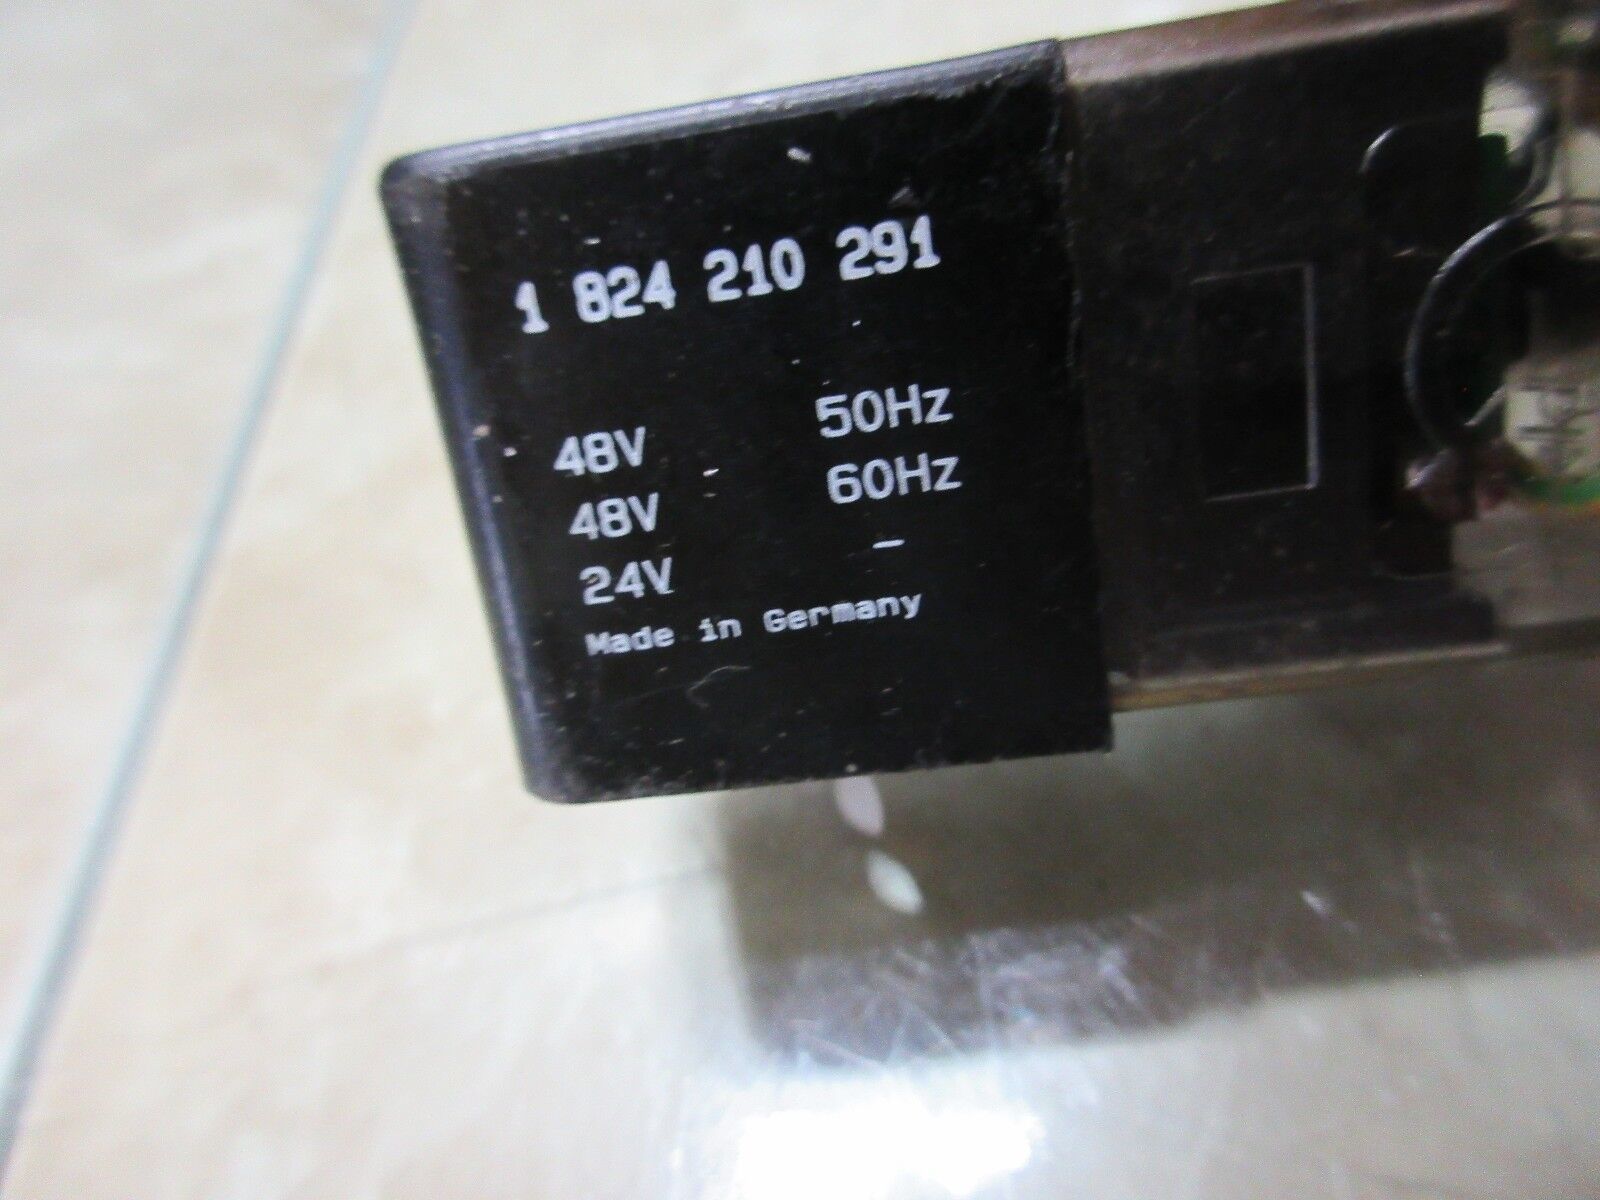 1 824 210 291
48V 50Hz
48V 60Hz
24V -
Made in Germany